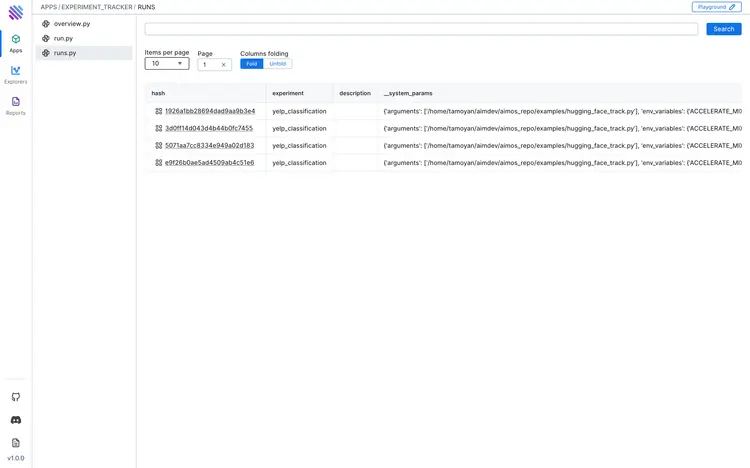 APPS / EXPERIMENT_TRACKER / RUNS
Playground
Apps
Explorers
Reports
v1.0.0
overview.py
run.py
runs.py
Search
Items per page
10
Page
1
Columns folding
Fold
Unfold
hash experiment description __system_params
1926a1bb28694dad9aa9b3e4 yelp_classification {'arguments': ['/home/tamoyan/aimdev/aimos_repo/examples/hugging_face_track.py'], 'env_variables': {'ACCELERATE_MI
3d0ff14d043d4b44b0fc7455 yelp_classification {'arguments': ['/home/tamoyan/aimdev/aimos_repo/examples/hugging_face_track.py'], 'env_variables': {'ACCELERATE_MI
5071aa7cc8334e949a02d183 yelp_classification {'arguments': ['/home/tamoyan/aimdev/aimos_repo/examples/hugging_face_track.py'], 'env_variables': {'ACCELERATE_MI
e9f26b0ae5ad4509ab4c51e6 yelp_classification {'arguments': ['/home/tamoyan/aimdev/aimos_repo/examples/hugging_face_track.py'], 'env_variables': {'ACCELERATE_MI